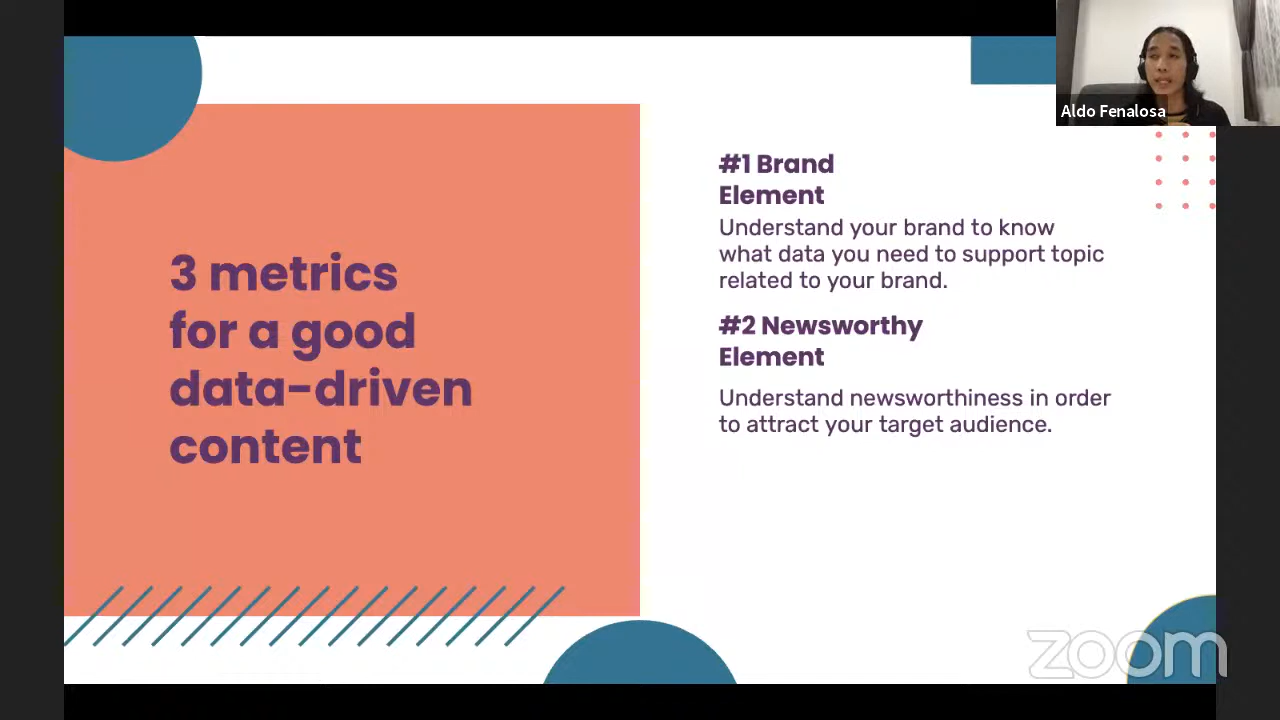 3 metrics
for a good
data-driven
content
#1 Brand
Element
Understand your brand to know
what data you need to support topic
related to your brand.
#2 Newsworthy
Element
Understand newsworthiness in order
to attract your target audience.
Aldo Fenalosa
zoom